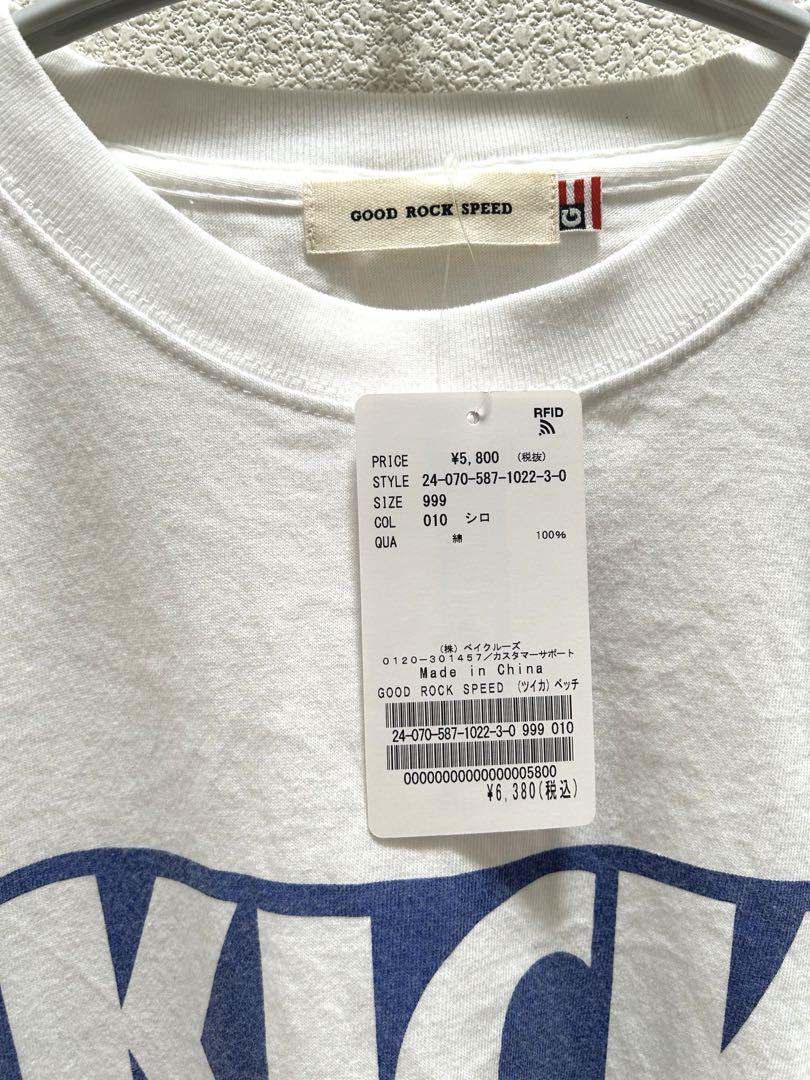 GOOD ROCK SPEED
G
RFID
PRICE ¥5,800 (税抜)
STYLE 24-070-587-1022-3-0
SIZE 999
COL 010 シロ
QUA 綿 100%
(株) ベイクルーズ
0120-301457/カスタマーサポート
Made in China
GOOD ROCK SPEED (ツイカ) ベッチ
24-070-587-1022-3-0 999 010
00000000000000005800
¥6,380(税込)
KICK